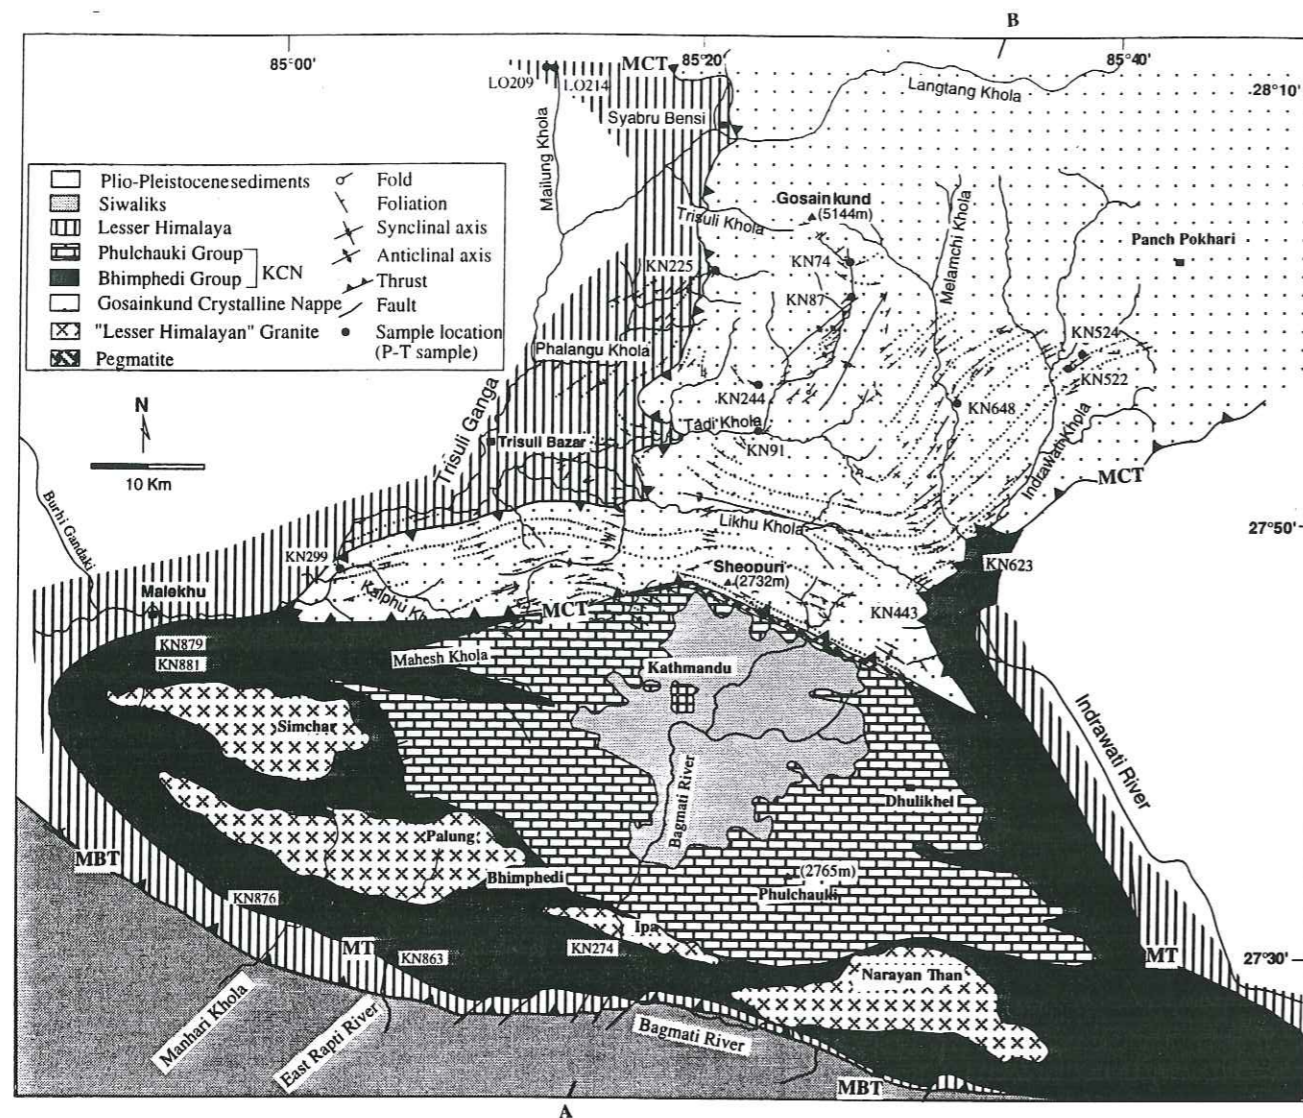 B
85°00'
85°20'
85°40'
MCT
LO209
LO214
Langtang Khola
28°10'
Syabru Bensi
Mailung Khola
Plio-Pleistocenesediments
Siwaliks
Lesser Himalaya
Phulchauki Group
Bhimphedi Group
KCN
Gosainkund Crystalline Nappe
"Lesser Himalayan" Granite
Pegmatite
Fold
Foliation
Synclinal axis
Anticlinal axis
Thrust
Fault
Sample location
(P-T sample)
Gosainkund
(5144m)
Trisuli Khola
Melamchi Khola
Panch Pokhari
KN225
KN74
KN87
KN524
KN522
Phalangu Khola
KN244
KN648
N
10 Km
Trisuli Ganga
Trisuli Bazar
Tadi Khola
KN91
Indrawati Khola
MCT
Burhi Gandaki
Likhu Khola
27°50'
KN299
Sheopuri
(2732m)
KN623
Malekhu
Kalphu Kh
MCT
KN443
KN879
KN881
Mahesh Khola
Kathmandu
Simchar
Indrawati River
Bagmati River
Dhulikhel
Palung
MBT
Bhimphedi
(2765m)
Phulchauki
KN876
Ipa
MT
KN863
KN274
Narayan Than
MT
27°30'
Manhari Khola
East Rapti River
Bagmati River
MBT
A